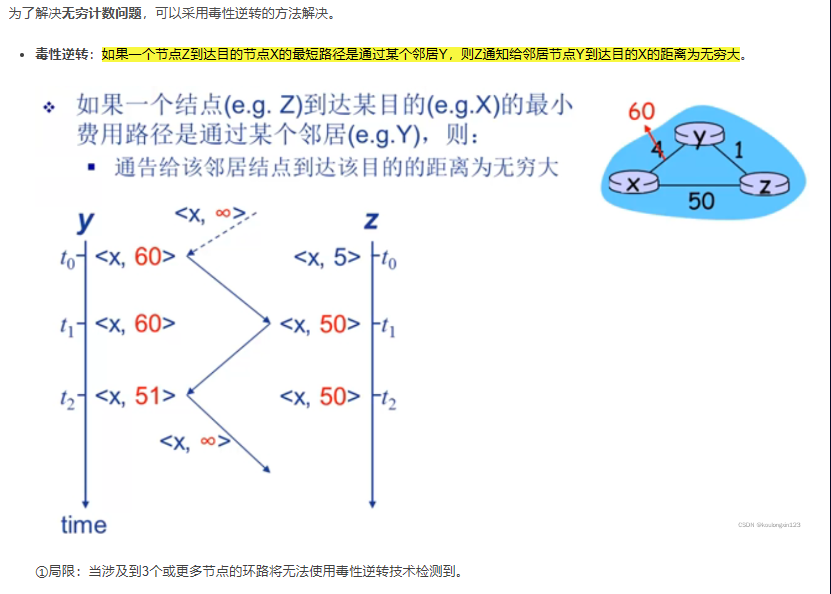 为了解决无穷计数问题，可以采用毒性逆转的方法解决。
• 毒性逆转：如果一个节点Z到达目的节点X的最短路径是通过某个邻居Y，则Z通知给邻居节点Y到达目的X的距离为无穷大。
❖ 如果一个结点(e.g. Z)到达某目的(e.g.X)的最小
费用路径是通过某个邻居(e.g.Y)，则：
▪ 通告给该邻居结点到达该目的的距离为无穷大
60
4
y
1
x
z
50
y
<x, ∞>
z
t0
<x, 60>
<x, 5>
t0
t1
<x, 60>
<x, 50>
t1
t2
<x, 51>
<x, 50>
t2
<x, ∞>
time
①局限：当涉及到3个或更多节点的环路将无法使用毒性逆转技术检测到。